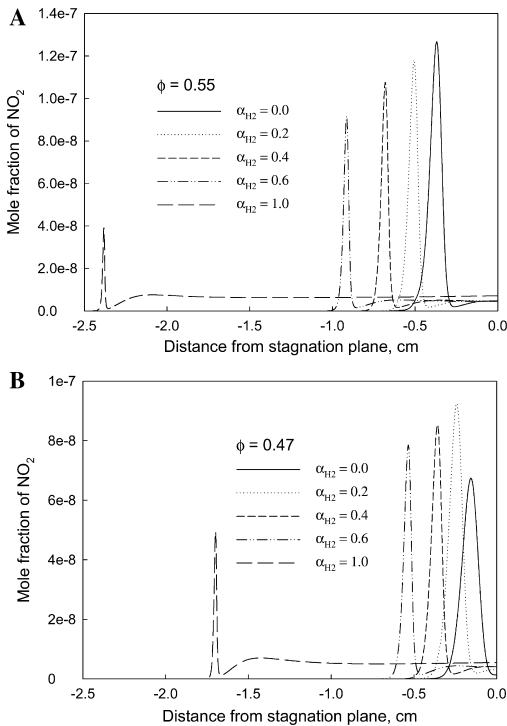 A
1.4e-7
1.2e-7
1.0e-7
8.0e-8
6.0e-8
4.0e-8
2.0e-8
0.0
Mole fraction of NO2
ϕ = 0.55
αH2 = 0.0
αH2 = 0.2
αH2 = 0.4
αH2 = 0.6
αH2 = 1.0
-2.5 -2.0 -1.5 -1.0 -0.5 0.0
Distance from stagnation plane, cm
B
1e-7
8e-8
6e-8
4e-8
2e-8
0
Mole fraction of NO2
ϕ = 0.47
αH2 = 0.0
αH2 = 0.2
αH2 = 0.4
αH2 = 0.6
αH2 = 1.0
-2.5 -2.0 -1.5 -1.0 -0.5 0.0
Distance from stagnation plane, cm